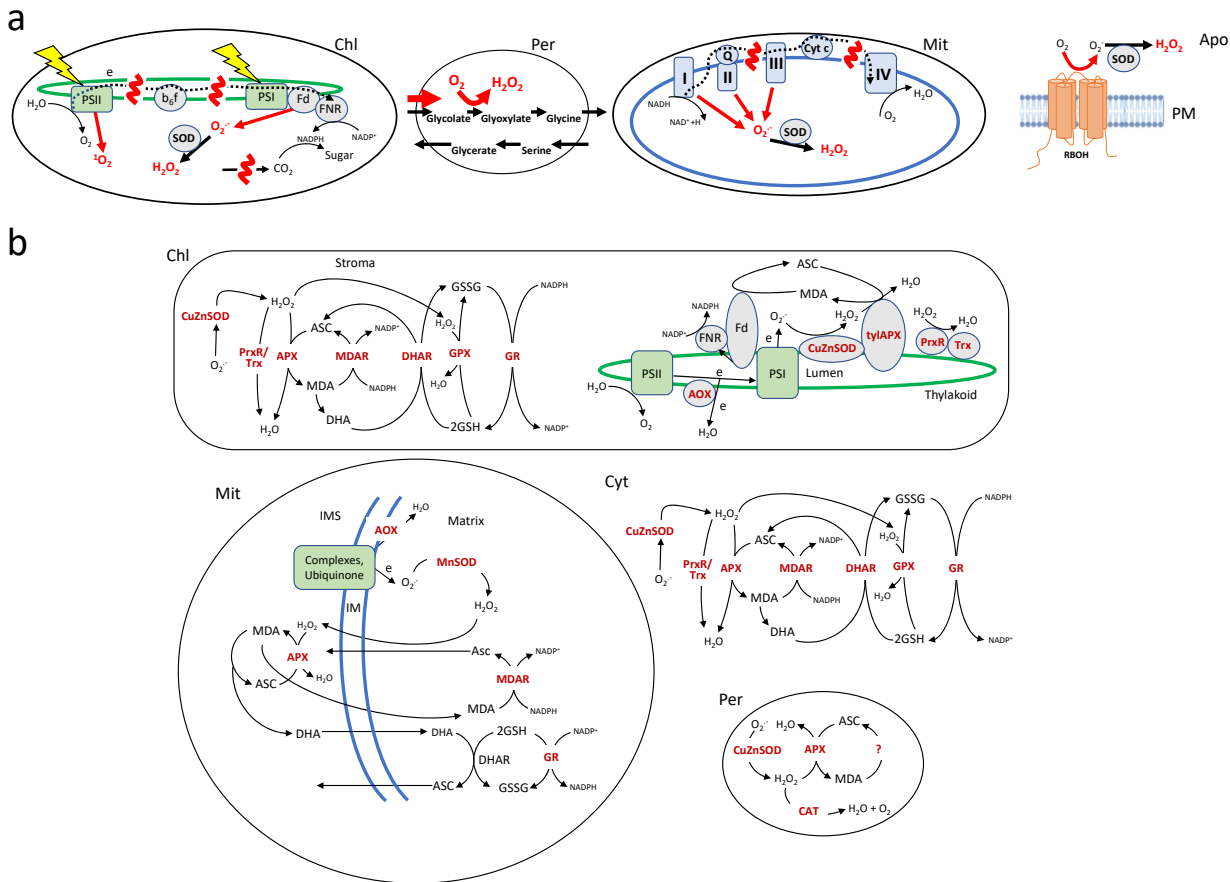 a
Chl
e
H₂O
PSII
b₆f
PSI
Fd
FNR
O₂
¹O₂
SOD
O₂·⁻
H₂O₂
NADPH
NADP⁺
CO₂
Sugar
Per
O₂
H₂O₂
Glycolate
Glyoxylate
Glycine
Glycerate
Serine
Mit
Q
Cyt c
I
II
III
IV
NADH
NAD⁺+H
O₂·⁻
SOD
H₂O₂
H₂O
O₂
Apo
O₂
O₂·⁻
H₂O₂
SOD
PM
RBOH
b
Chl
Stroma
CuZnSOD
O₂·⁻
H₂O₂
PrxR/
Trx
APX
H₂O
ASC
MDA
DHA
MDAR
NADP⁺
NADPH
DHAR
GSSG
H₂O₂
GPX
H₂O
2GSH
GR
NADPH
NADP⁺
ASC
MDA
H₂O
NADPH
NADP⁺
FNR
Fd
O₂·⁻
H₂O₂
e
CuZnSOD
tylAPX
H₂O₂
H₂O
PrxR
Trx
PSII
PSI
Lumen
e
AOX
e
H₂O
O₂
H₂O
Thylakoid
Mit
IMS
AOX
H₂O
Matrix
Complexes,
Ubiquinone
e
O₂·⁻
MnSOD
H₂O₂
IM
MDA
H₂O₂
APX
ASC
H₂O
Asc
NADP⁺
MDAR
MDA
NADPH
DHA
DHA
2GSH
NADP⁺
DHAR
GR
ASC
GSSG
NADPH
Cyt
CuZnSOD
O₂·⁻
H₂O₂
PrxR/
Trx
APX
H₂O
ASC
MDA
DHA
MDAR
NADP⁺
NADPH
DHAR
GSSG
H₂O₂
GPX
H₂O
2GSH
GR
NADPH
NADP⁺
Per
O₂·⁻
H₂O
ASC
CuZnSOD
APX
?
H₂O₂
MDA
CAT
H₂O + O₂